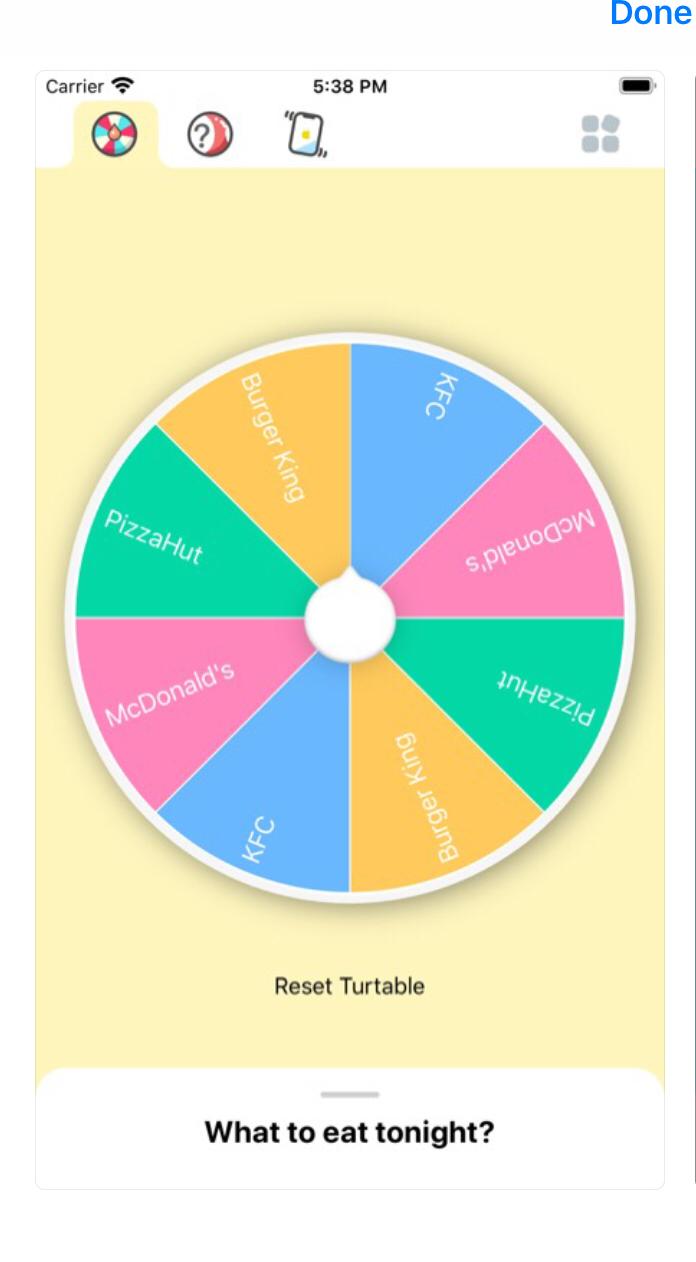 Done
Carrier
5:38 PM
?
Burger King
KFC
PizzaHut
McDonald's
McDonald's
PizzaHut
KFC
Burger King
Reset Turtable
What to eat tonight?